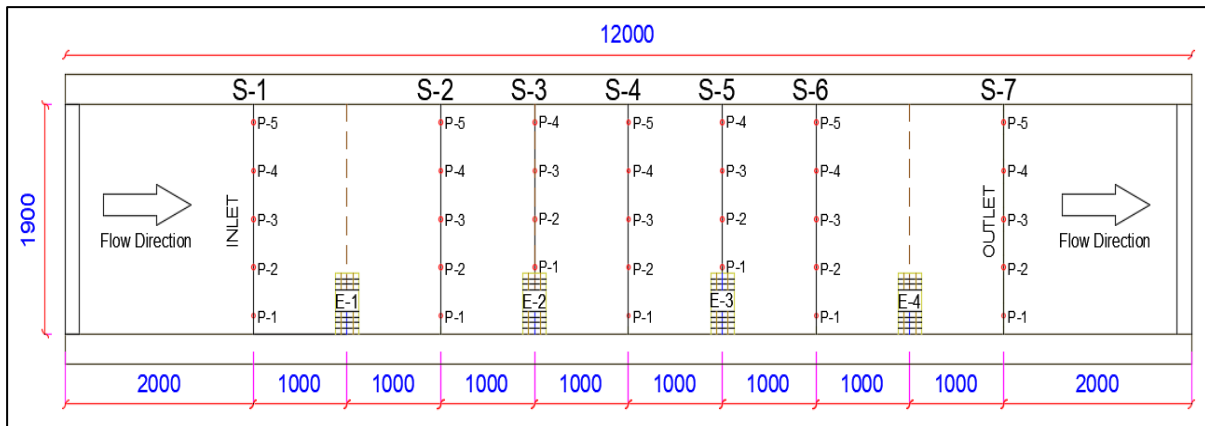 12000
S-1 S-2 S-3 S-4 S-5 S-6 S-7
P-5 P-5 P-4 P-5 P-4 P-5 P-5
P-4 P-4 P-3 P-4 P-3 P-4 P-4
1900
INLET
OUTLET
P-3 P-3 P-2 P-3 P-2 P-3 P-3
Flow Direction Flow Direction
P-2 P-2 P-1 P-2 P-1 P-2 P-2
E-1 E-2 E-3 E-4
P-1 P-1 P-1 P-1 P-1
2000 1000 1000 1000 1000 1000 1000 1000 1000 2000